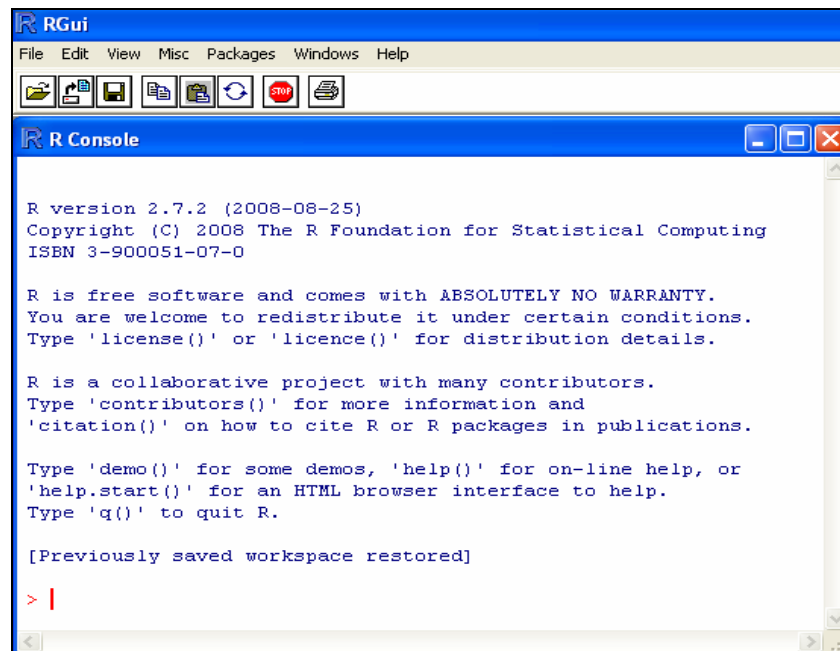 R RGui
File Edit View Misc Packages Windows Help
STOP
R R Console
R version 2.7.2 (2008-08-25)
Copyright (C) 2008 The R Foundation for Statistical Computing
ISBN 3-900051-07-0
R is free software and comes with ABSOLUTELY NO WARRANTY.
You are welcome to redistribute it under certain conditions.
Type 'license()' or 'licence()' for distribution details.
R is a collaborative project with many contributors.
Type 'contributors()' for more information and
'citation()' on how to cite R or R packages in publications.
Type 'demo()' for some demos, 'help()' for on-line help, or
'help.start()' for an HTML browser interface to help.
Type 'q()' to quit R.
[Previously saved workspace restored]
>